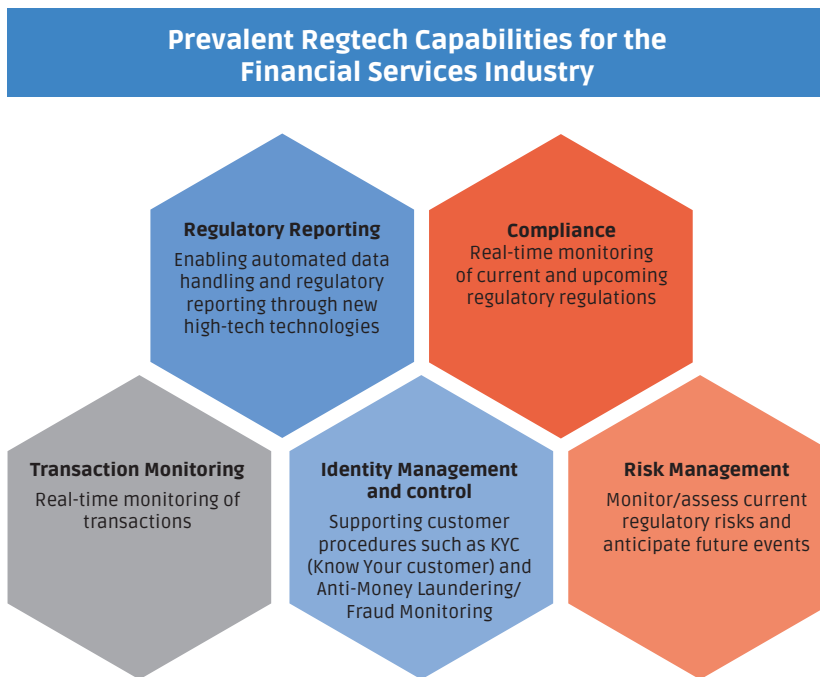 Prevalent Regtech Capabilities for the
Financial Services Industry
Regulatory Reporting
Enabling automated data
handling and regulatory
reporting through new
high-tech technologies
Compliance
Real-time monitoring
of current and upcoming
regulatory regulations
Transaction Monitoring
Real-time monitoring of
transactions
Identity Management
and control
Supporting customer
procedures such as KYC
(Know Your customer) and
Anti-Money Laundering/
Fraud Monitoring
Risk Management
Monitor/assess current
regulatory risks and
anticipate future events